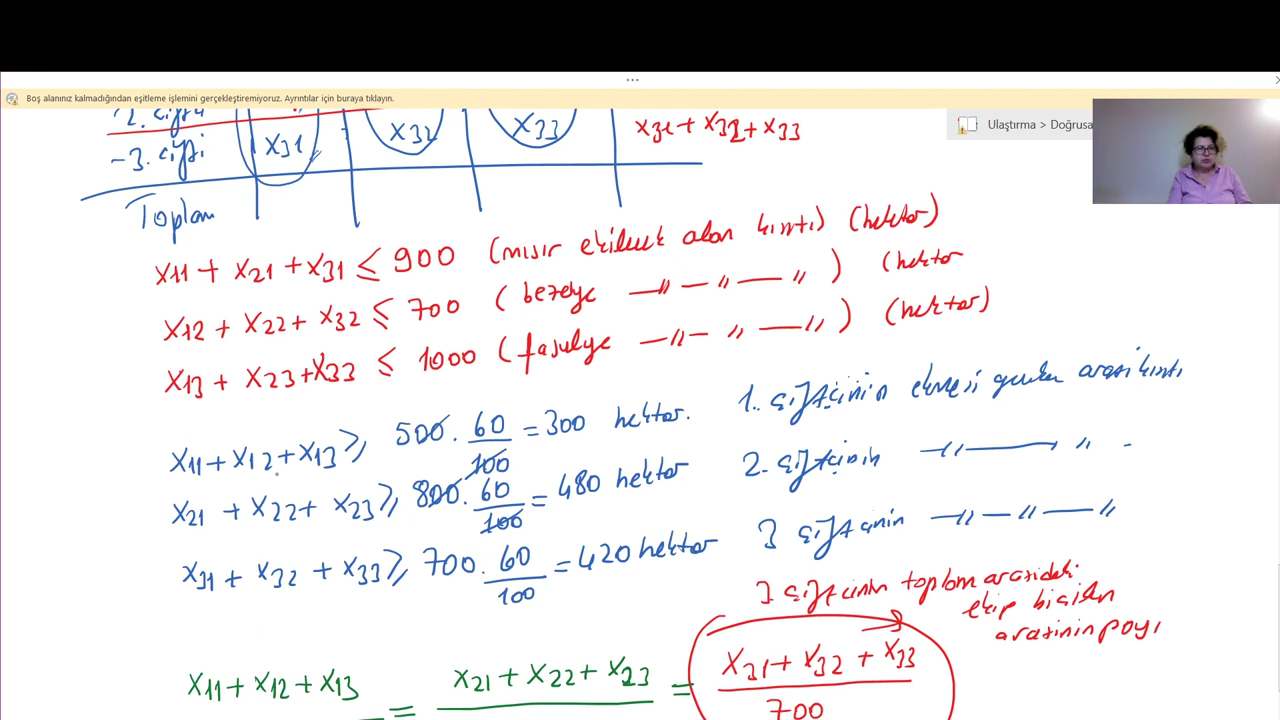 Boş alanınız kalmadığından eşitleme işlemini gerçekleştiremiyoruz. Ayrıntılar için buraya tıklayın.
Ulaştırma > Doğrusa
x31 + x32 + x33
-3. çiftçi x31 x32 x33
Toplam
x11 + x21 + x31 ≤ 900 (mısır ekilecek alan kısıtı) (hektar)
x12 + x22 + x32 ≤ 700 (bezelye —〃—〃—〃) (hektar
x13 + x23 + x33 ≤ 1000 (fasulye —〃—〃—〃) (hektar)
x11 + x12 + x13 ≥ 500 . 60/100 = 300 hektar. 1. çiftçinin ekmesi gereken arazi kısıtı
x21 + x22 + x23 ≥ 800 . 60/100 = 480 hektar 2. çiftçinin —〃—〃—
x31 + x32 + x33 ≥ 700 . 60/100 = 420 hektar 3 çiftçinin —〃—〃—〃
3 çiftçinin toplam arazideki
ekip biçilen
arazinin payı
x11 + x12 + x13 = x21 + x22 + x23 = x31 + x32 + x33
700